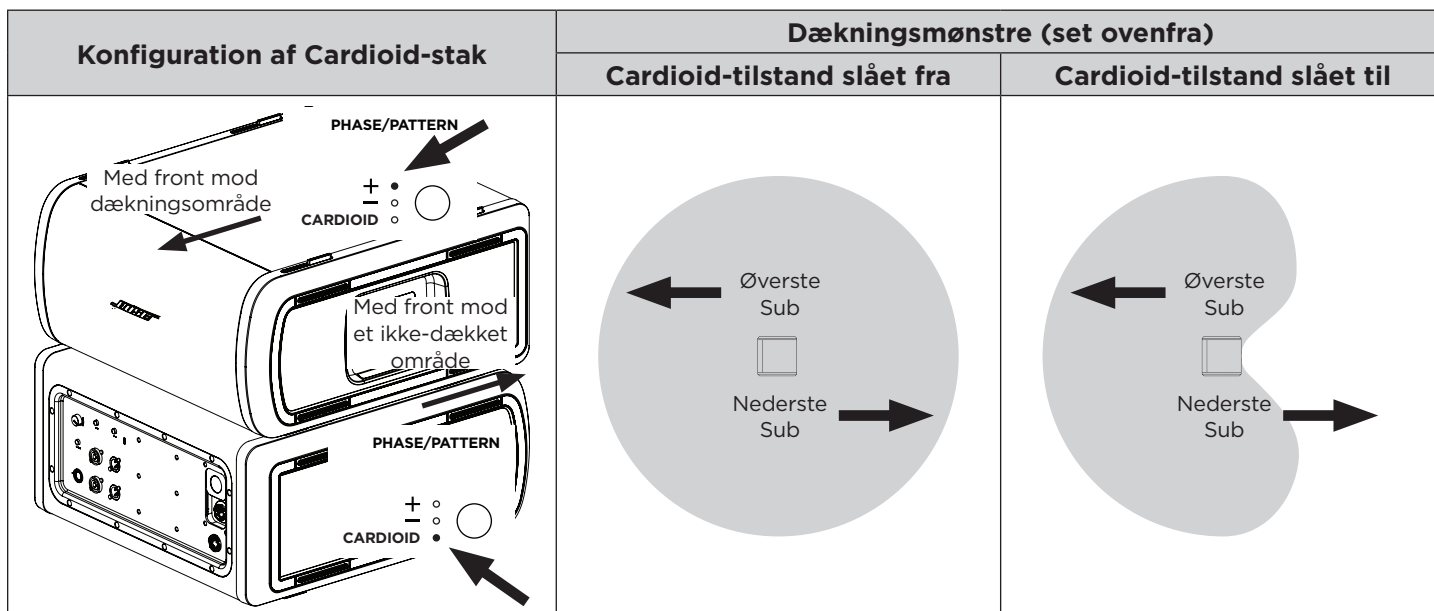 Konfiguration af Cardioid-stak
Dækningsmønstre (set ovenfra)
Cardioid-tilstand slået fra
Cardioid-tilstand slået til
PHASE/PATTERN
+
−
CARDIOID
Med front mod
dækningsområde
BOSE
Med front mod
et ikke-dækket
område
PHASE/PATTERN
+
−
CARDIOID
Øverste
Sub
Nederste
Sub
Øverste
Sub
Nederste
Sub